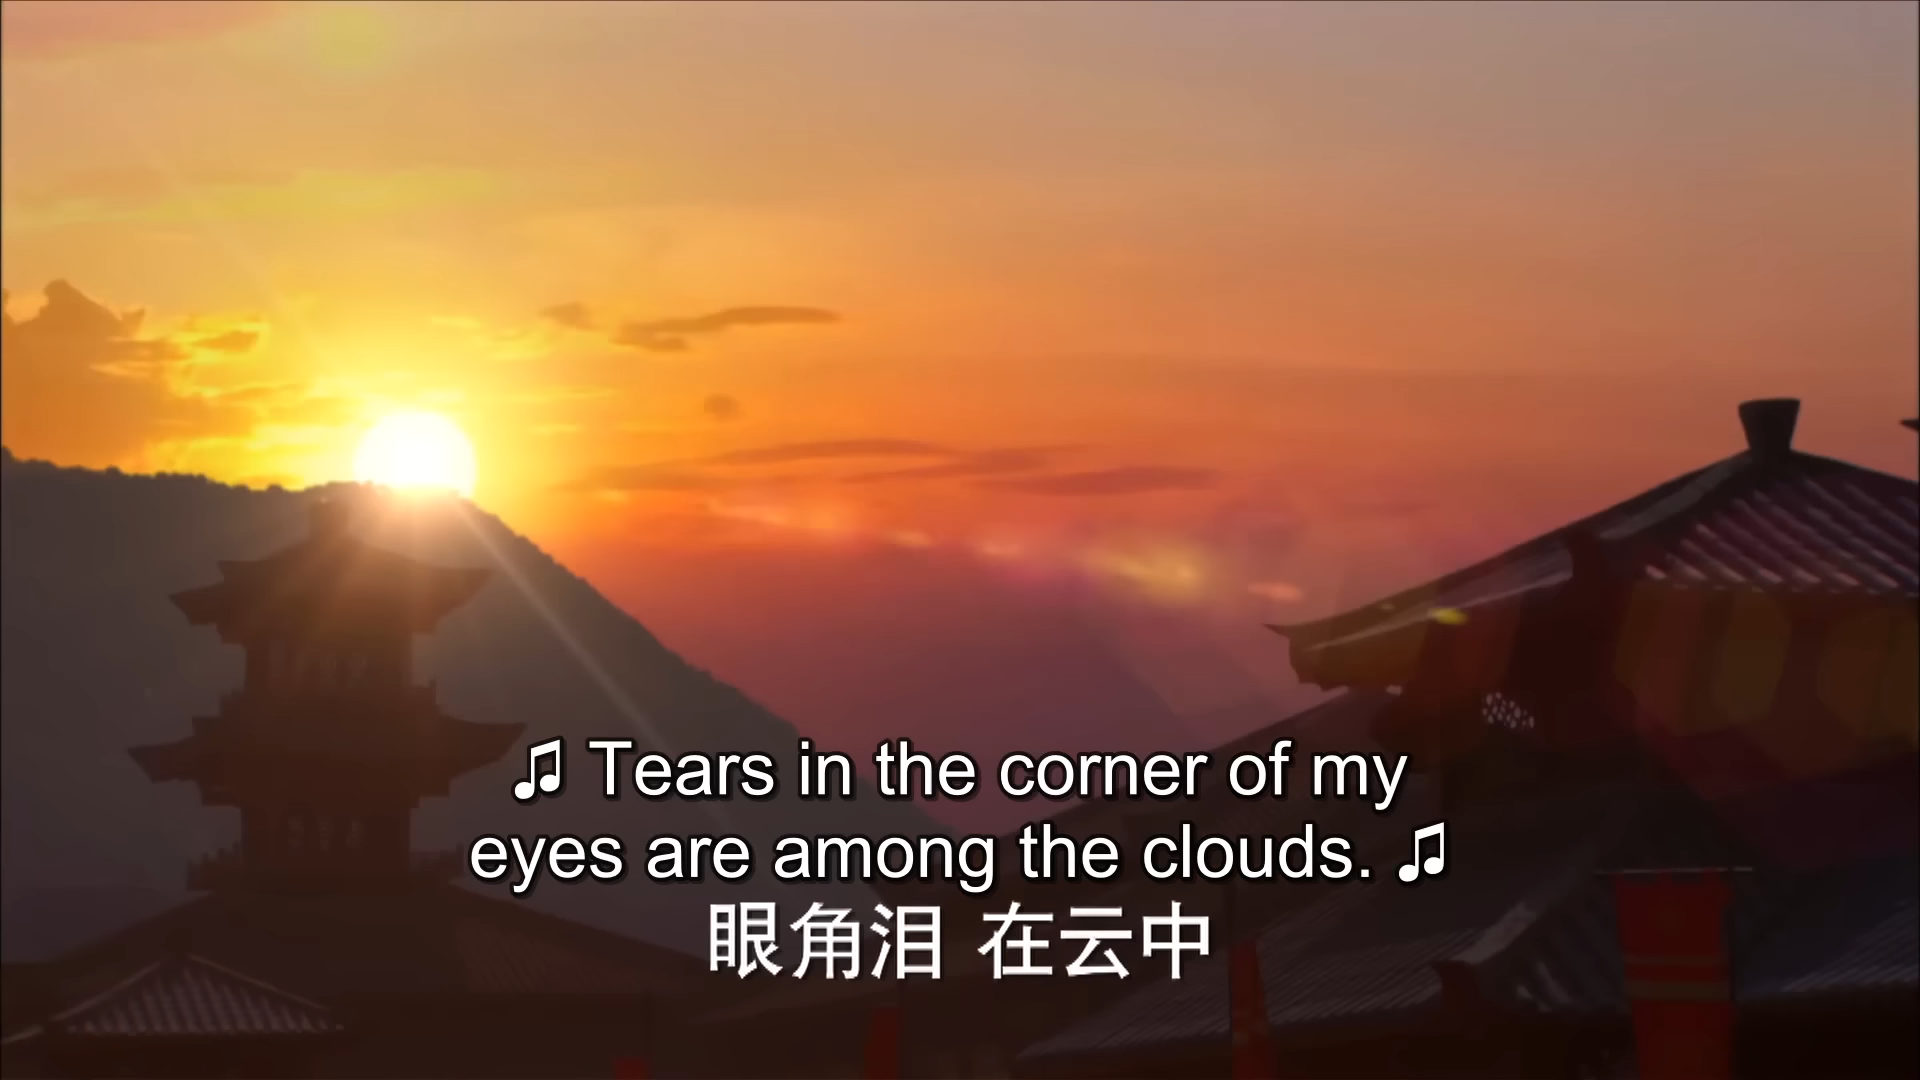 ♫ Tears in the corner of my
eyes are among the clouds. ♫
眼角泪 在云中